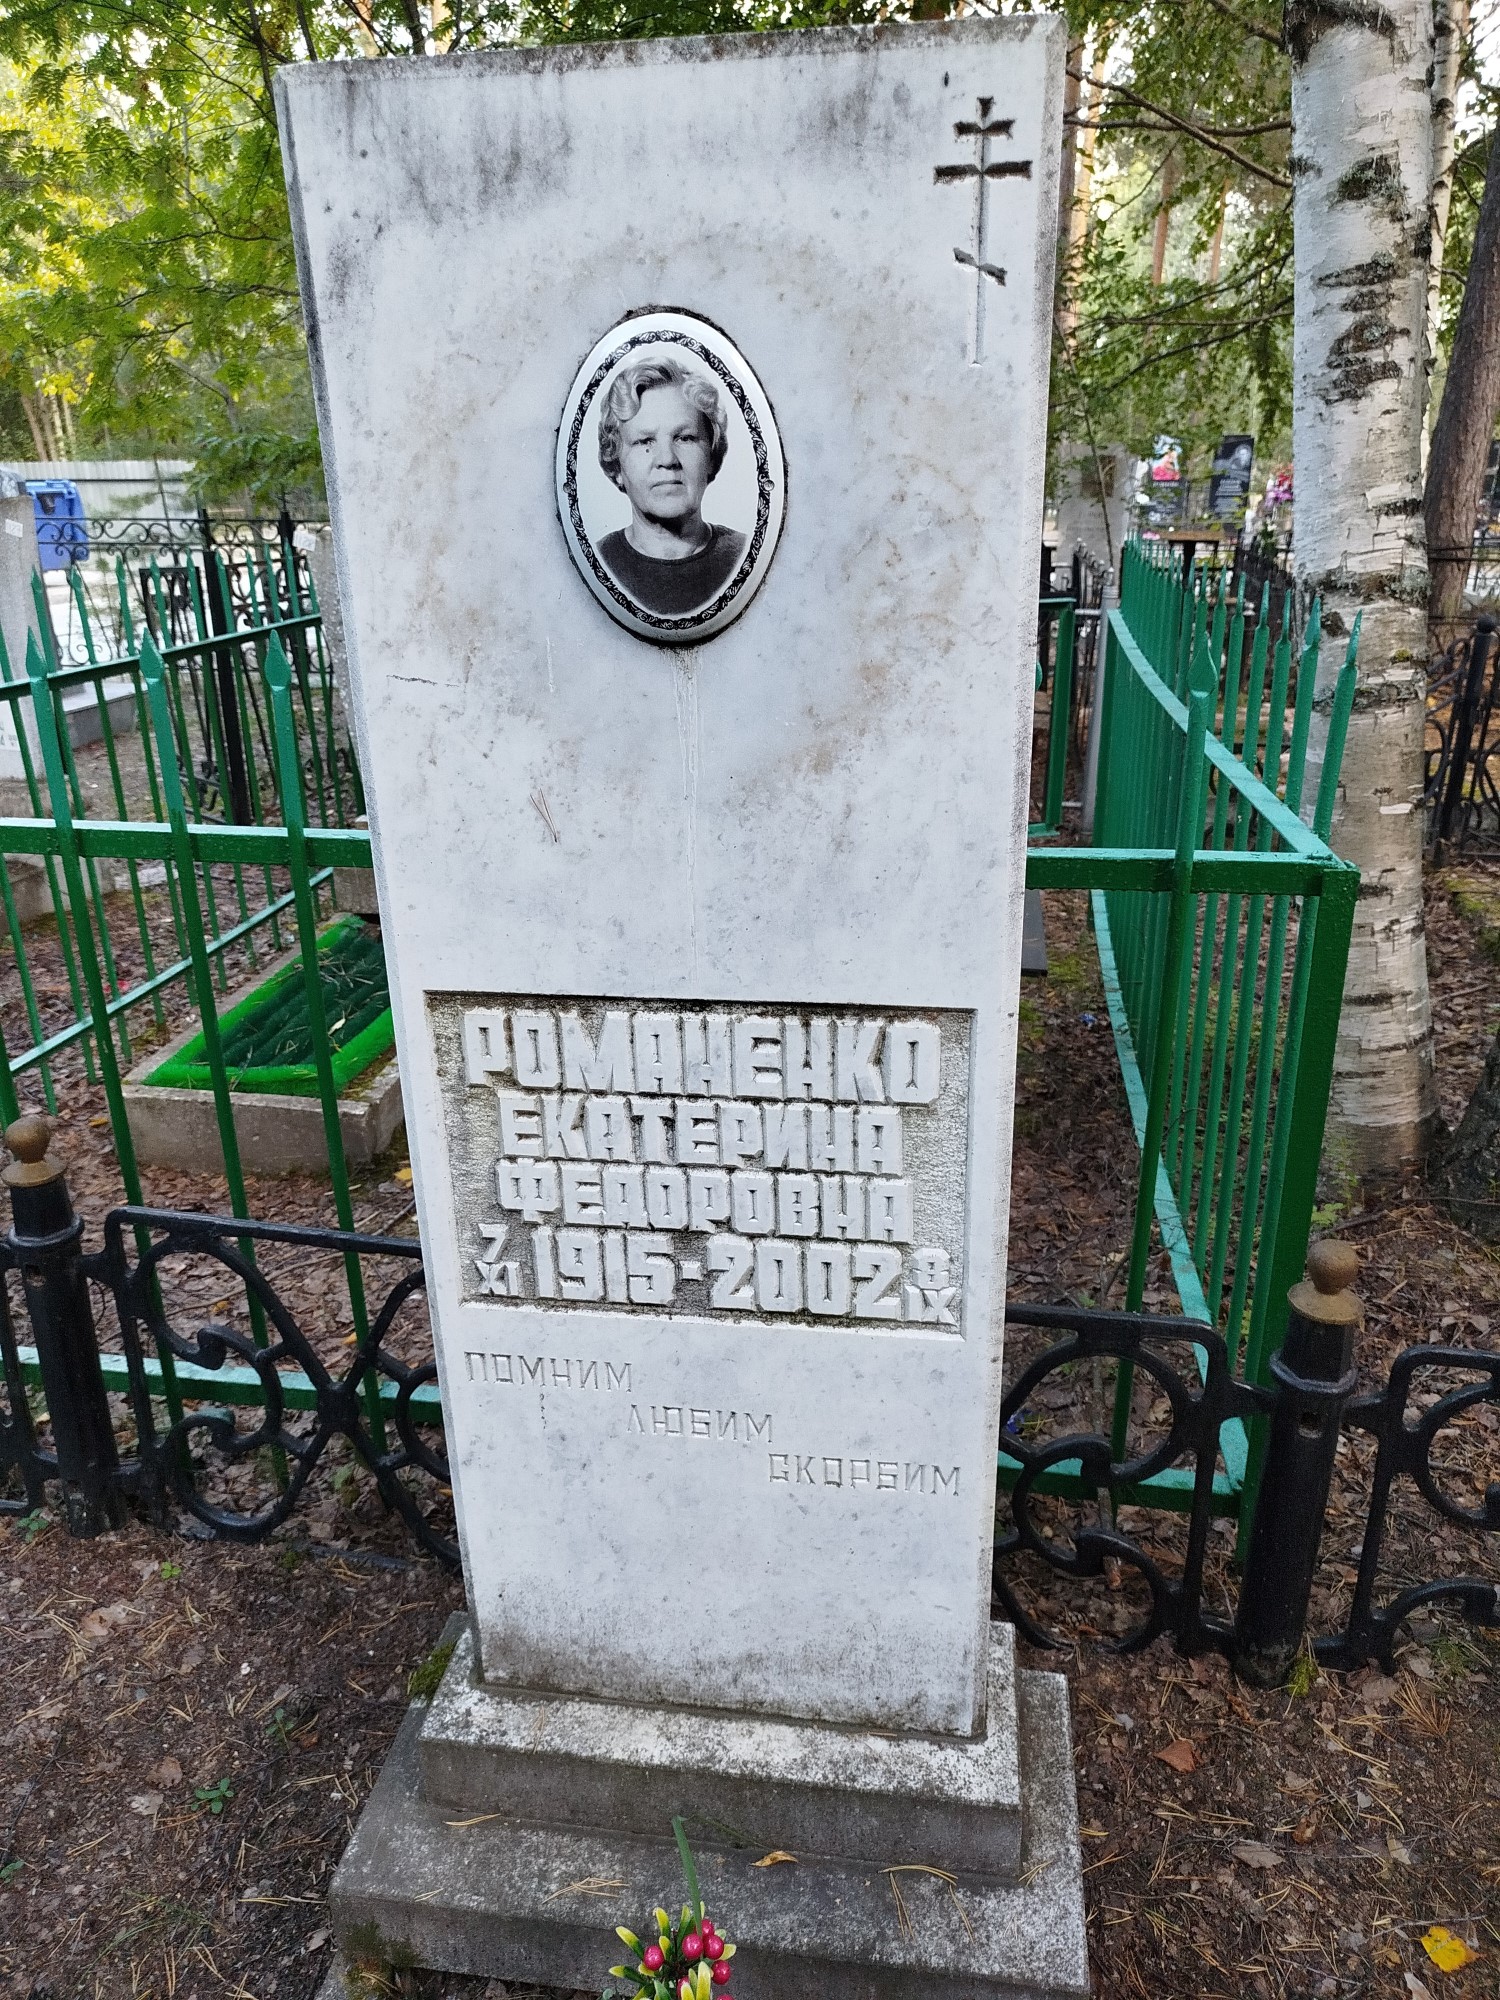 РОМАНЕНКО
ЕКАТЕРИНА
ФЕДОРОВНА
7/XI 1915-2002 8/IX
ПОМНИМ
ЛЮБИМ
СКОРБИМ